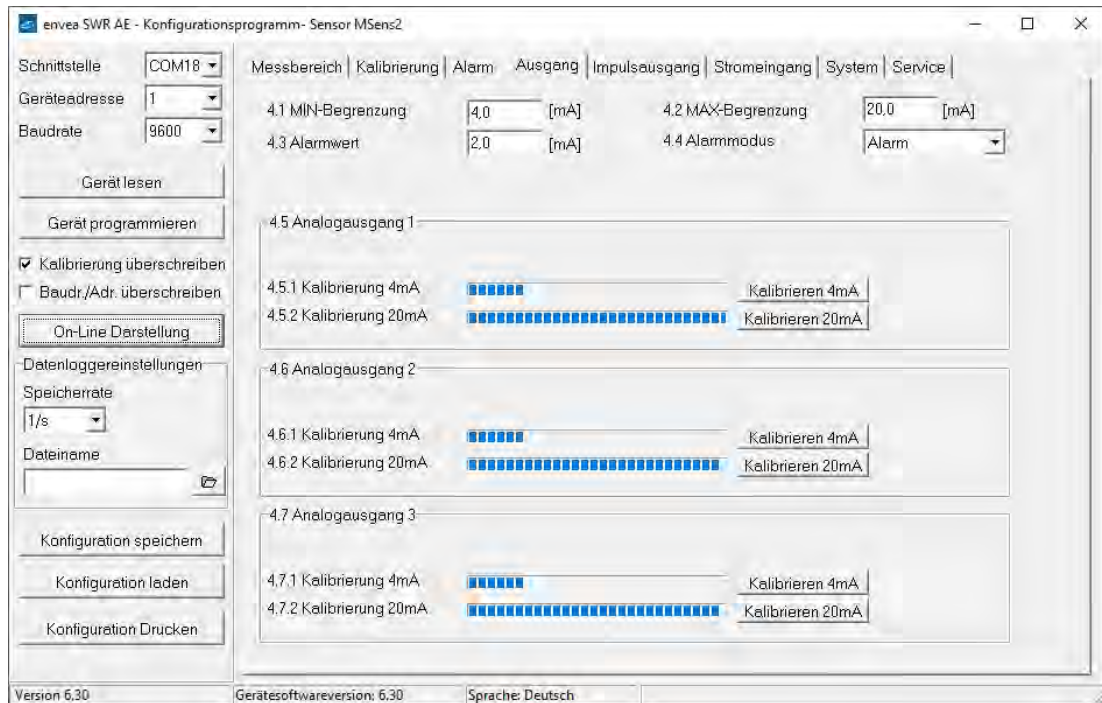 envea SWR AE - Konfigurationsprogramm- Sensor MSens2
Schnittstelle COM18
Geräteadresse 1
Baudrate 9600
Gerät lesen
Gerät programmieren
Kalibrierung überschreiben
Baudr./Adr. überschreiben
On-Line Darstellung
Datenloggereinstellungen
Speicherrate
1/s
Dateiname
Konfiguration speichern
Konfiguration laden
Konfiguration Drucken
Messbereich Kalibrierung Alarm Ausgang Impulsausgang Stromeingang System Service
4.1 MIN-Begrenzung 4,0 [mA] 4.2 MAX-Begrenzung 20,0 [mA]
4.3 Alarmwert 2,0 [mA] 4.4 Alarmmodus Alarm
4.5 Analogausgang 1
4.5.1 Kalibrierung 4mA Kalibrieren 4mA
4.5.2 Kalibrierung 20mA Kalibrieren 20mA
4.6 Analogausgang 2
4.6.1 Kalibrierung 4mA Kalibrieren 4mA
4.6.2 Kalibrierung 20mA Kalibrieren 20mA
4.7 Analogausgang 3
4.7.1 Kalibrierung 4mA Kalibrieren 4mA
4.7.2 Kalibrierung 20mA Kalibrieren 20mA
Version 6.30 Gerätesoftwareversion: 6.30 Sprache: Deutsch